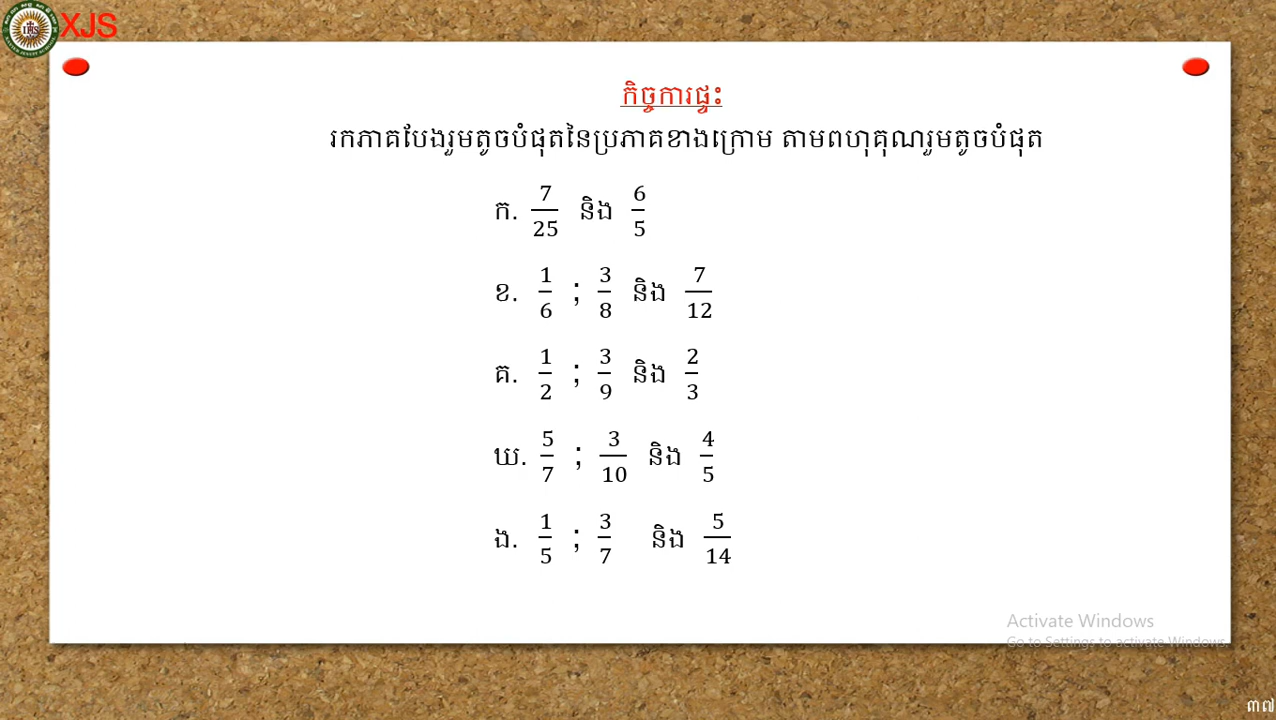 XJS
កិច្ចការផ្ទះ
រកភាគបែងរួមតូចបំផុតនៃប្រភាគខាងក្រោម តាមពហុគុណរួមតូចបំផុត
ក. 7/25 និង 6/5
ខ. 1/6 ; 3/8 និង 7/12
គ. 1/2 ; 3/9 និង 2/3
ឃ. 5/7 ; 3/10 និង 4/5
ង. 1/5 ; 3/7 និង 5/14
Activate Windows
Go to Settings to activate Windows.
៣៧